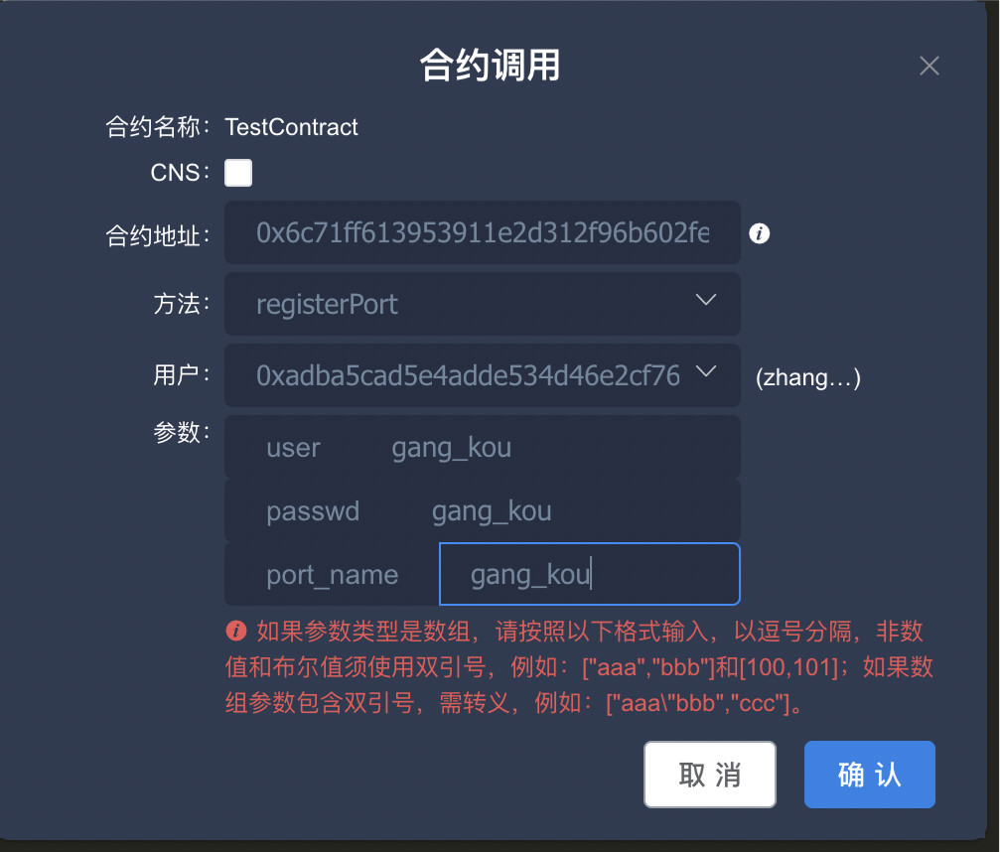 合约调用
合约名称： TestContract
CNS：
合约地址： 0x6c71ff613953911e2d312f96b602fe
方法： registerPort
用户： 0xadba5cad5e4adde534d46e2cf76 (zhang...)
参数： user gang_kou
passwd gang_kou
port_name gang_kou
如果参数类型是数组，请按照以下格式输入，以逗号分隔，非数
值和布尔值须使用双引号，例如：["aaa","bbb"]和[100,101]；如果数
组参数包含双引号，需转义，例如：["aaa\"bbb","ccc"]。
取 消 确 认